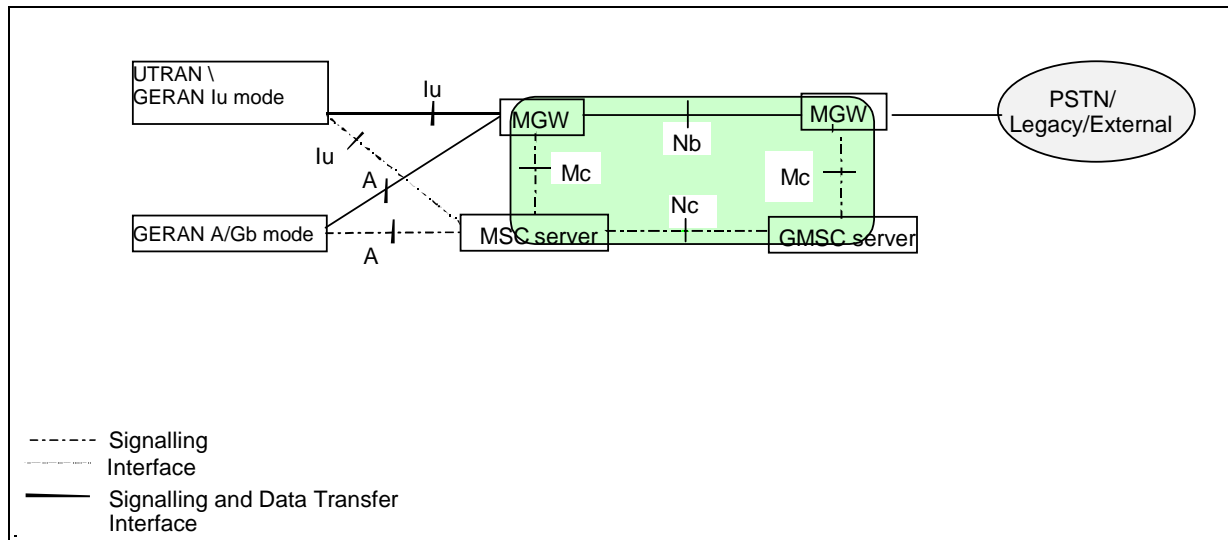 UTRAN \
GERAN Iu mode
Iu
MGW
MGW
PSTN/
Legacy/External
Iu
Nb
A
Mc
Mc
Nc
GERAN A/Gb mode
MSC server
GMSC server
A
Signalling
Interface
Signalling and Data Transfer
Interface